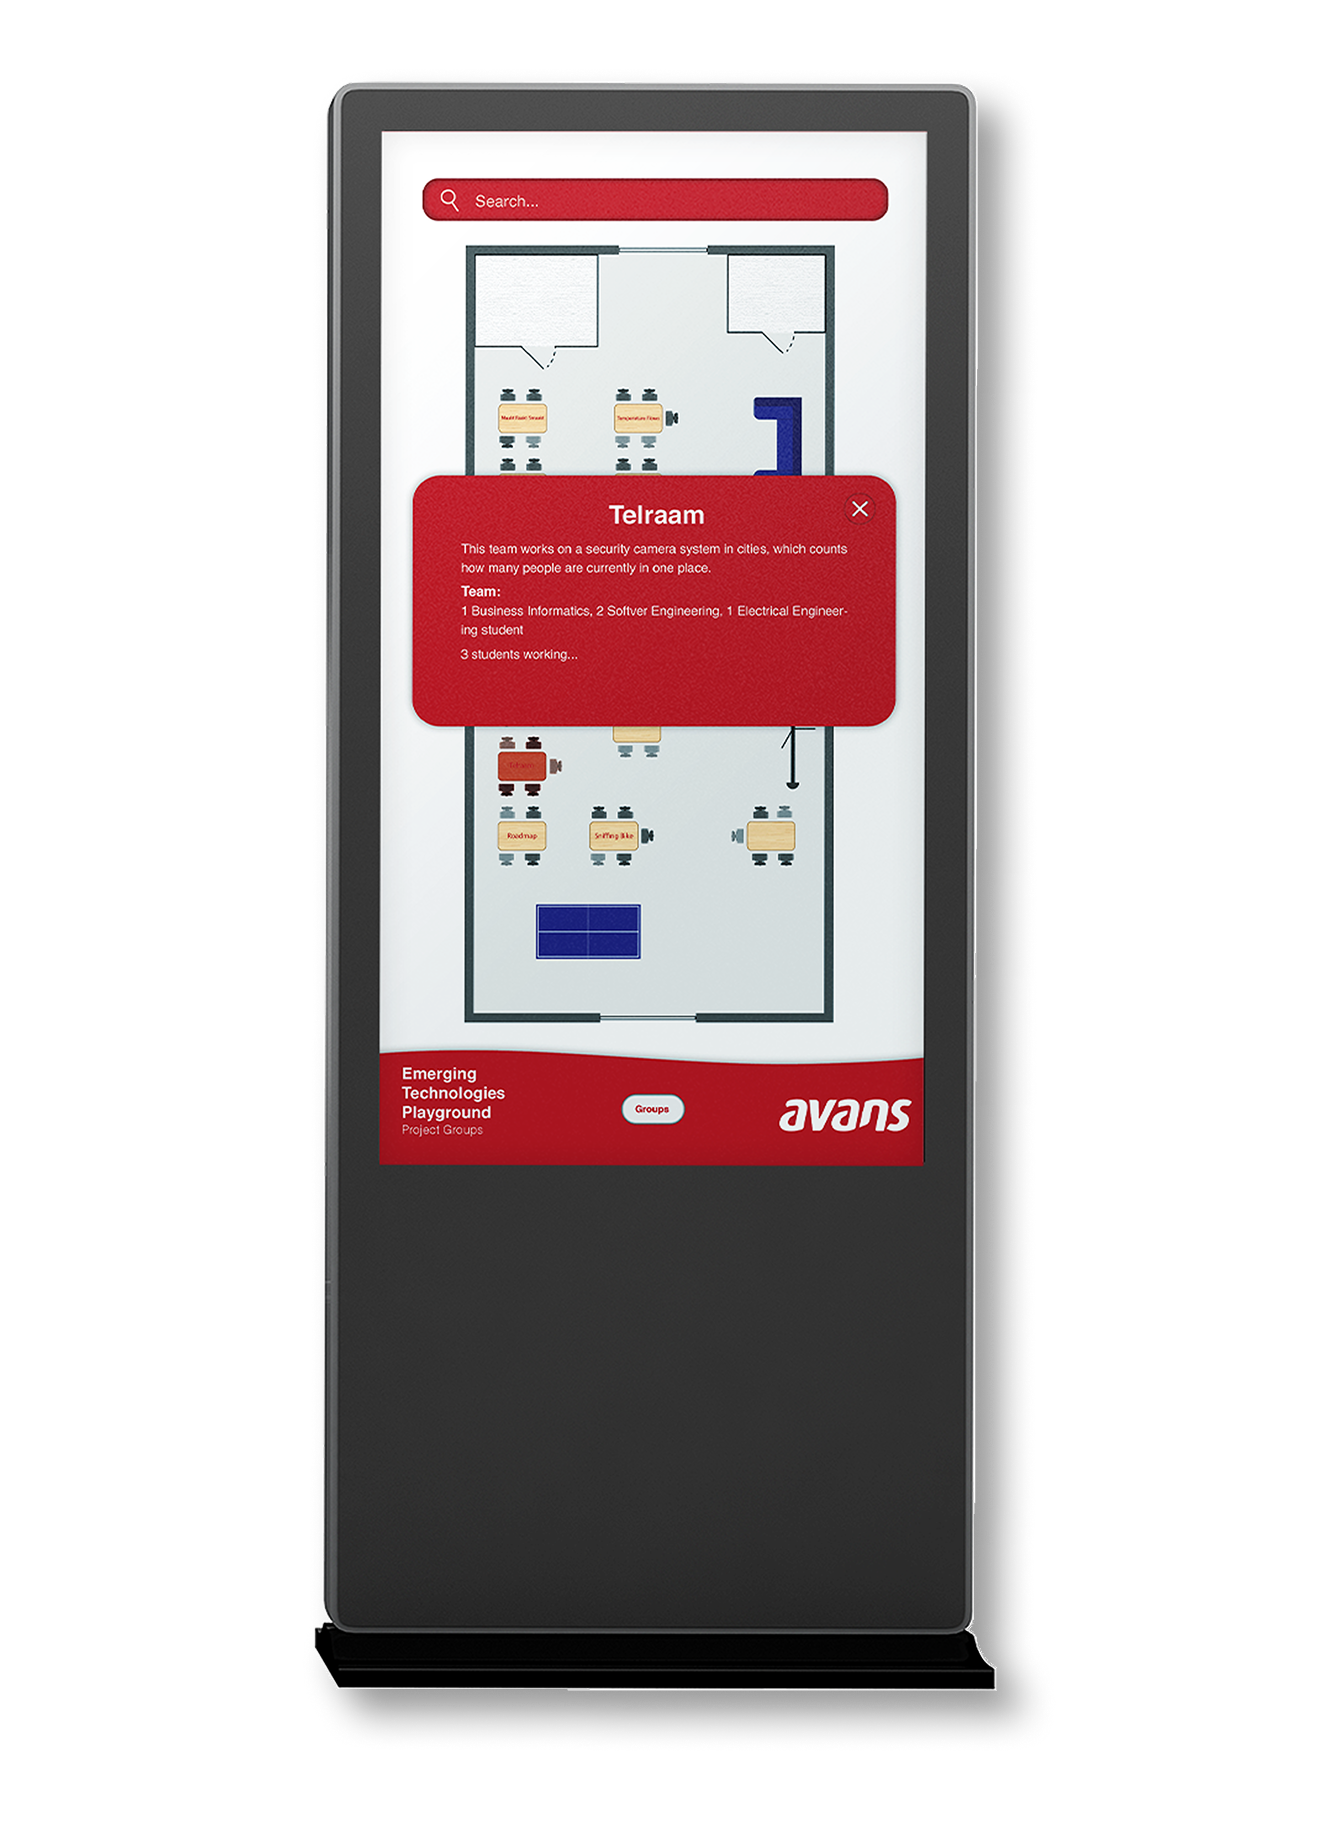 Search...
Temperature Flows
Telraam
This team works on a security camera system in cities, which counts
how many people are currently in one place.
Team:
1 Business Informatics, 2 Softver Engineering, 1 Electrical Engineer-
ing student
3 students working...
Telraam
Roadmap
Sniffing Bike
Emerging
Technologies
Playground
Project Groups
Groups
avans